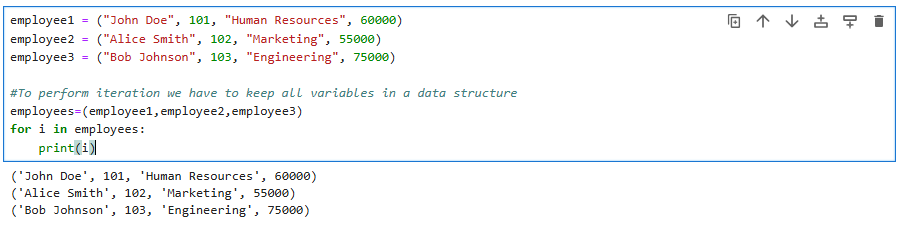 employee1 = ("John Doe", 101, "Human Resources", 60000)
employee2 = ("Alice Smith", 102, "Marketing", 55000)
employee3 = ("Bob Johnson", 103, "Engineering", 75000)
#To perform iteration we have to keep all variables in a data structure
employees=(employee1,employee2,employee3)
for i in employees:
    print(i)
('John Doe', 101, 'Human Resources', 60000)
('Alice Smith', 102, 'Marketing', 55000)
('Bob Johnson', 103, 'Engineering', 75000)